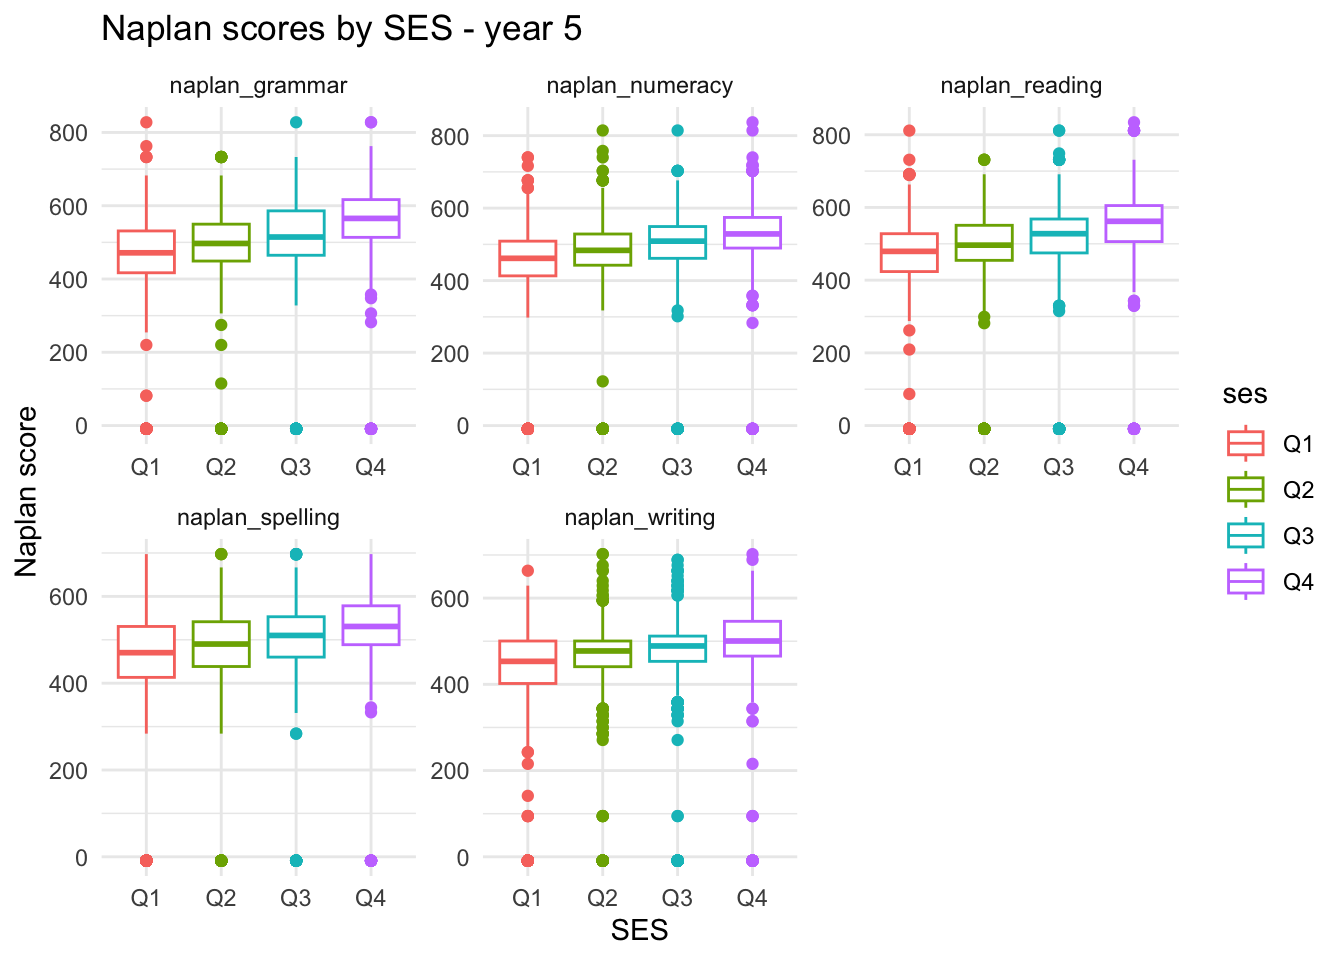 Naplan scores by SES - year 5
naplan_grammar
naplan_numeracy
naplan_reading
800
600
400
200
0
800
600
400
200
0
800
600
400
200
0
Q1 Q2 Q3 Q4
Q1 Q2 Q3 Q4
Q1 Q2 Q3 Q4
naplan_spelling
naplan_writing
600
400
200
0
600
400
200
0
Q1 Q2 Q3 Q4
Q1 Q2 Q3 Q4
Naplan score
SES
ses
Q1
Q2
Q3
Q4